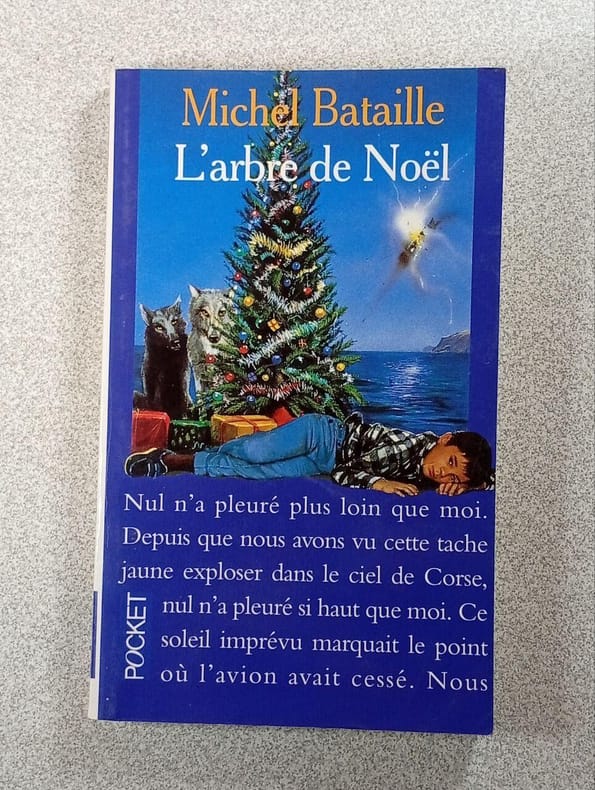 Michel Bataille
L'arbre de Noël
Nul n'a pleuré plus loin que moi.
Depuis que nous avons vu cette tache
jaune exploser dans le ciel de Corse,
nul n'a pleuré si haut que moi. Ce
soleil imprévu marquait le point
où l'avion avait cessé. Nous
POCKET